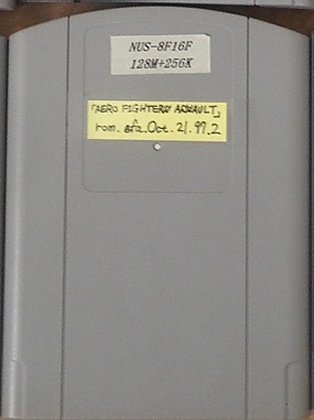 NUS-8F16F
128M+256K
「AERO FIGHTERS ASSAULT」
rom.afa.Oct.21.97.2